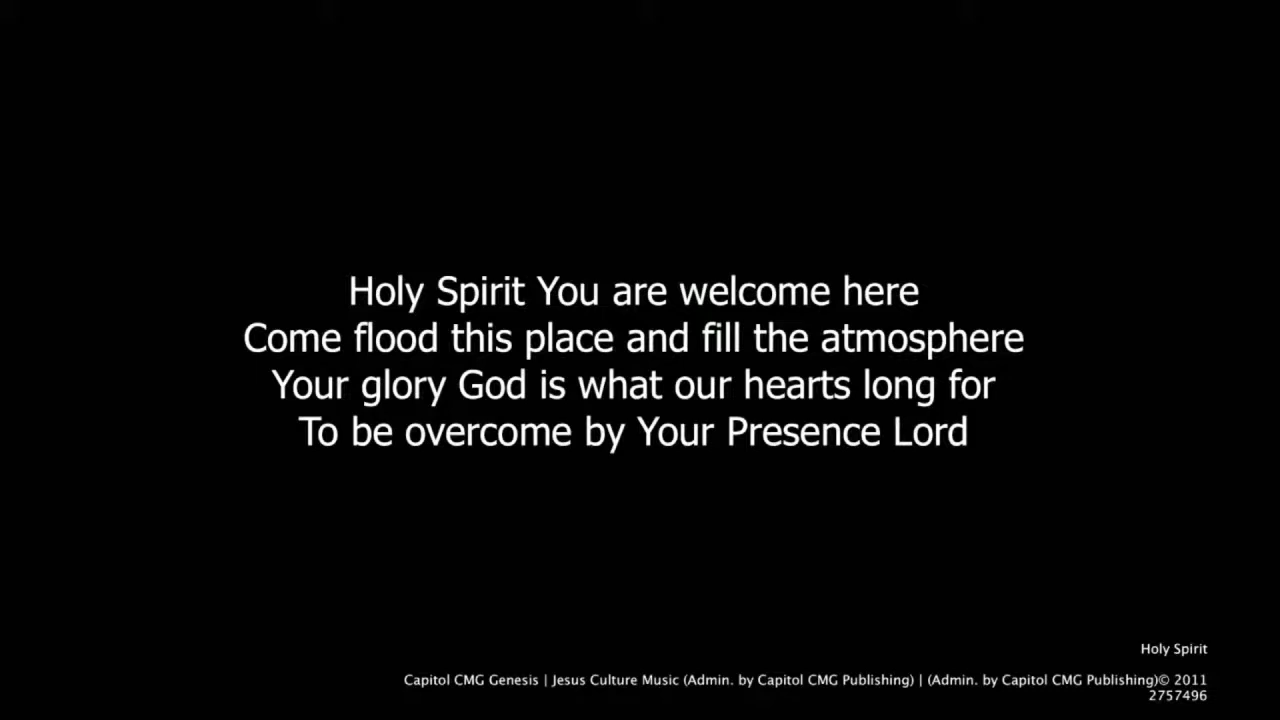 Holy Spirit You are welcome here
Come flood this place and fill the atmosphere
Your glory God is what our hearts long for
To be overcome by Your Presence Lord
Holy Spirit
Capitol CMG Genesis | Jesus Culture Music (Admin. by Capitol CMG Publishing) | (Admin. by Capitol CMG Publishing)© 2011
2757496